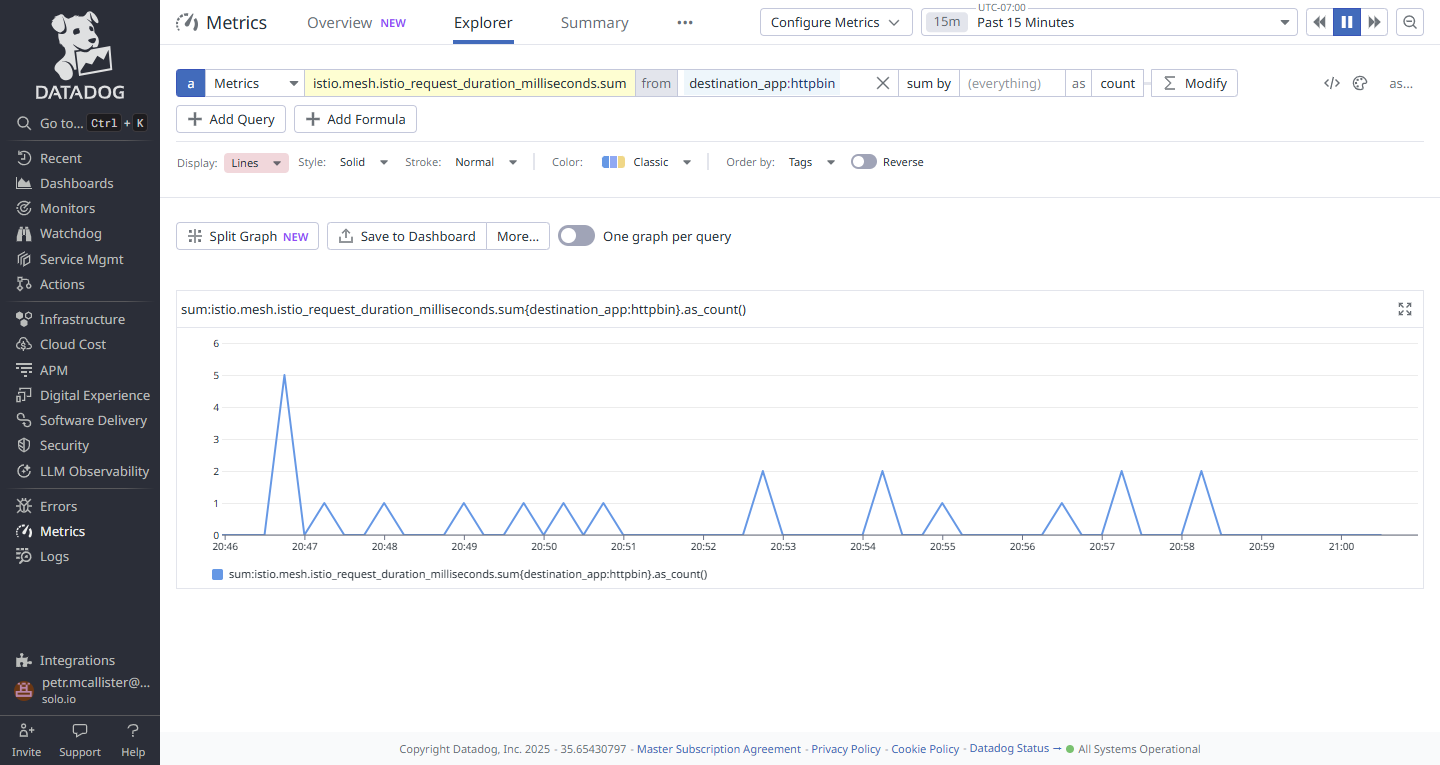 DATADOG
Go to... Ctrl + K
Recent
Dashboards
Monitors
Watchdog
Service Mgmt
Actions
Infrastructure
Cloud Cost
APM
Digital Experience
Software Delivery
Security
LLM Observability
Errors
Metrics
Logs
Integrations
petr.mcallister@...
solo.io
Invite Support Help
Metrics Overview NEW Explorer Summary ••• Configure Metrics 15m Past 15 Minutes
UTC-07:00
a Metrics istio.mesh.istio_request_duration_milliseconds.sum from destination_app:httpbin sum by (everything) as count Σ Modify </> as...
+ Add Query + Add Formula
Display: Lines Style: Solid Stroke: Normal Color: Classic Order by: Tags Reverse
Split Graph NEW Save to Dashboard More... One graph per query
sum:istio.mesh.istio_request_duration_milliseconds.sum{destination_app:httpbin}.as_count()
6
5
4
3
2
1
0
20:46 20:47 20:48 20:49 20:50 20:51 20:52 20:53 20:54 20:55 20:56 20:57 20:58 20:59 21:00
sum:istio.mesh.istio_request_duration_milliseconds.sum{destination_app:httpbin}.as_count()
Copyright Datadog, Inc. 2025 - 35.65430797 - Master Subscription Agreement - Privacy Policy - Cookie Policy - Datadog Status → All Systems Operational